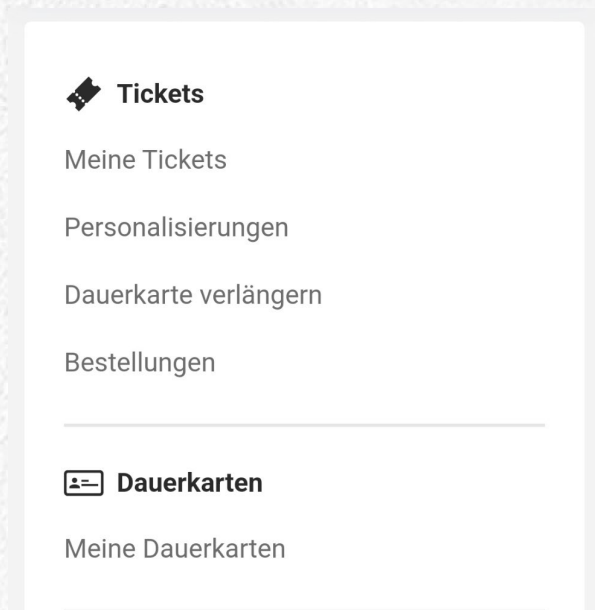 Tickets
Meine Tickets
Personalisierungen
Dauerkarte verlängern
Bestellungen
Dauerkarten
Meine Dauerkarten